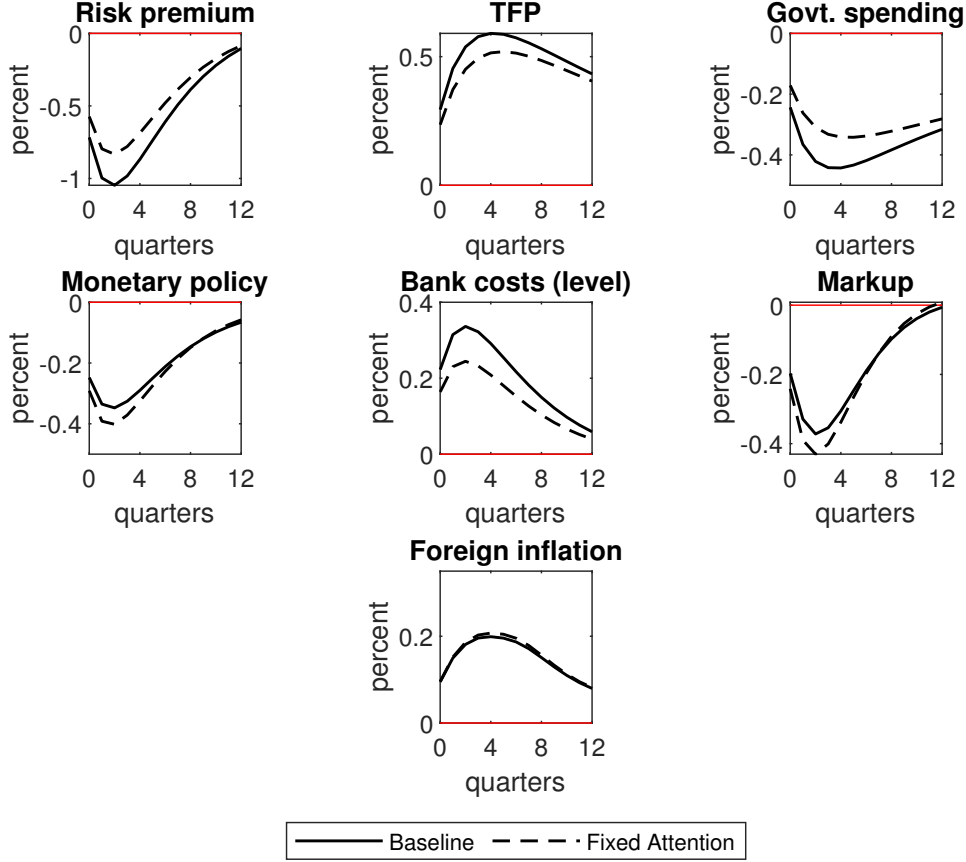 Risk premium
TFP
Govt. spending
percent
0
-0.5
-1
0 4 8 12
quarters
0.5
0
0 4 8 12
quarters
percent
percent
0
-0.2
-0.4
0 4 8 12
quarters
Monetary policy
Bank costs (level)
Markup
percent
0
-0.2
-0.4
0 4 8 12
quarters
percent
0.4
0.2
0
0 4 8 12
quarters
percent
0
-0.2
-0.4
0 4 8 12
quarters
Foreign inflation
percent
0.2
0
0 4 8 12
quarters
Baseline
Fixed Attention